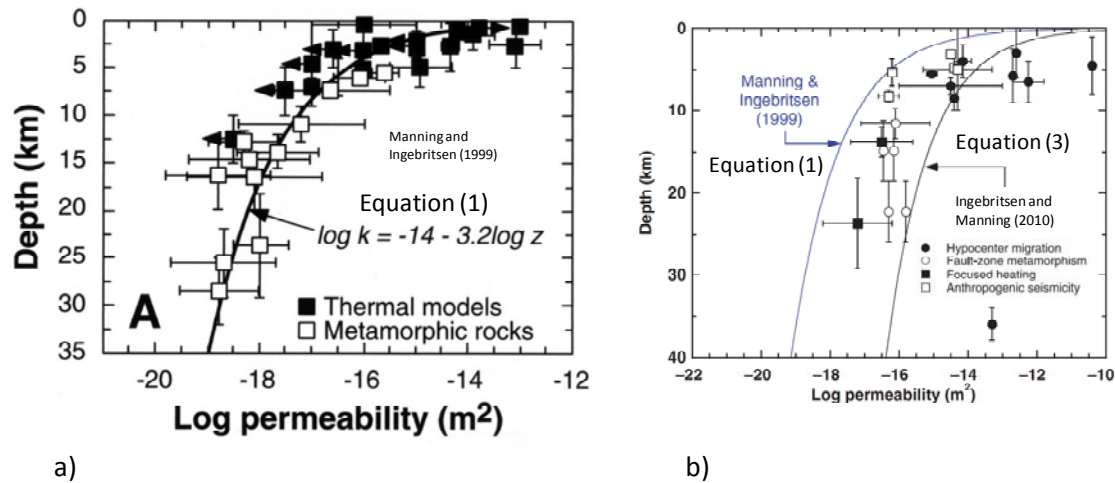 0
5
10
15
20
25
30
35
Depth (km)
Manning and
Ingebritsen (1999)
Equation (1)
log k = -14 - 3.2log z
A
Thermal models
Metamorphic rocks
-20 -18 -16 -14 -12
Log permeability (m2)
a)
0
10
20
30
40
Depth (km)
Manning &
Ingebritsen
(1999)
Equation (1)
Equation (3)
Ingebritsen and
Manning (2010)
Hypocenter migration
Fault-zone metamorphism
Focused heating
Anthropogenic seismicity
−22 −20 −18 −16 −14 −12 −10
Log permeability (m2)
b)